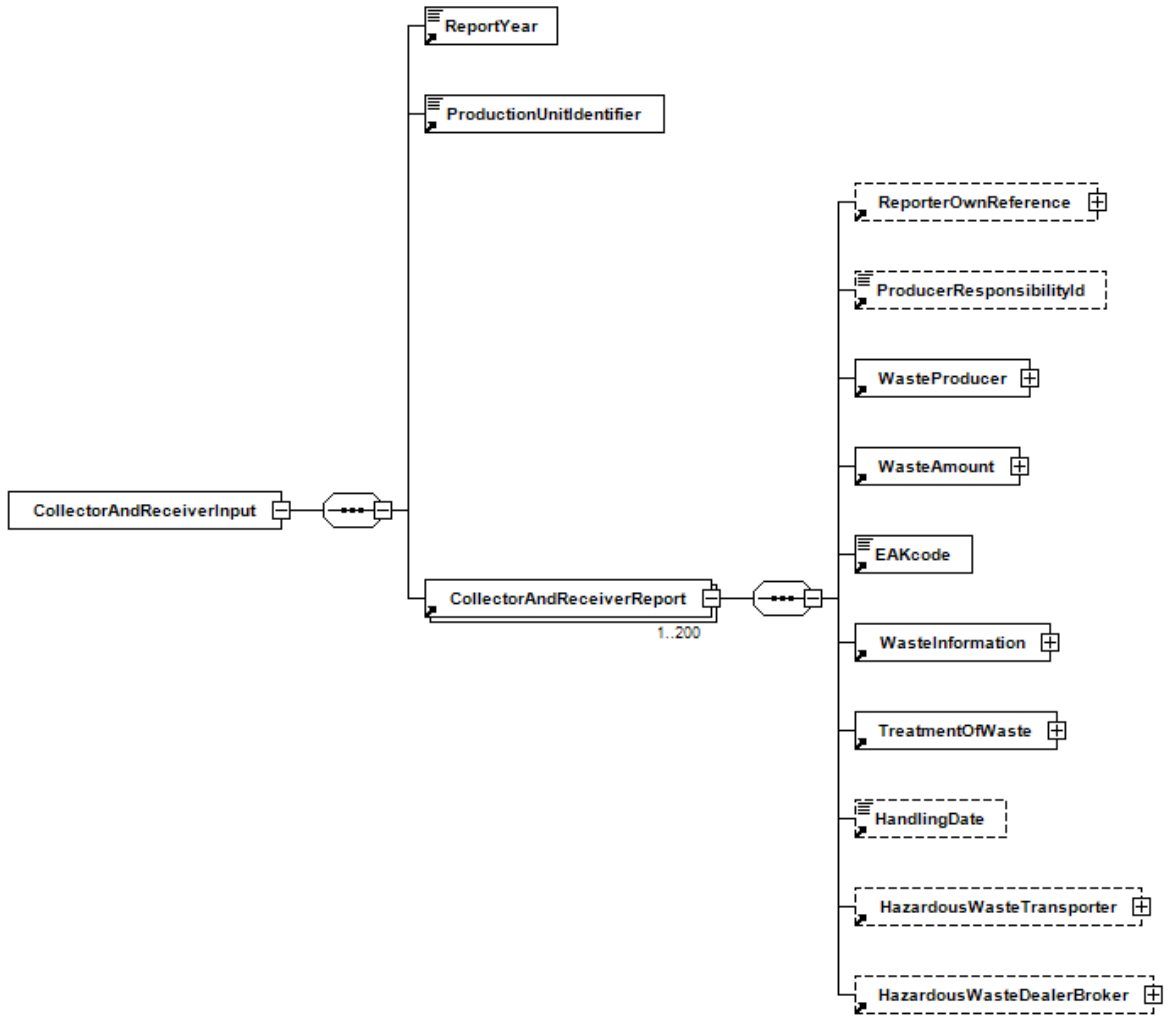 ReportYear
ProductionUnitIdentifier
ReporterOwnReference
ProducerResponsibilityId
WasteProducer
WasteAmount
CollectorAndReceiverInput
EAKcode
CollectorAndReceiverReport
1..200
WasteInformation
TreatmentOfWaste
HandlingDate
HazardousWasteTransporter
HazardousWasteDealerBroker